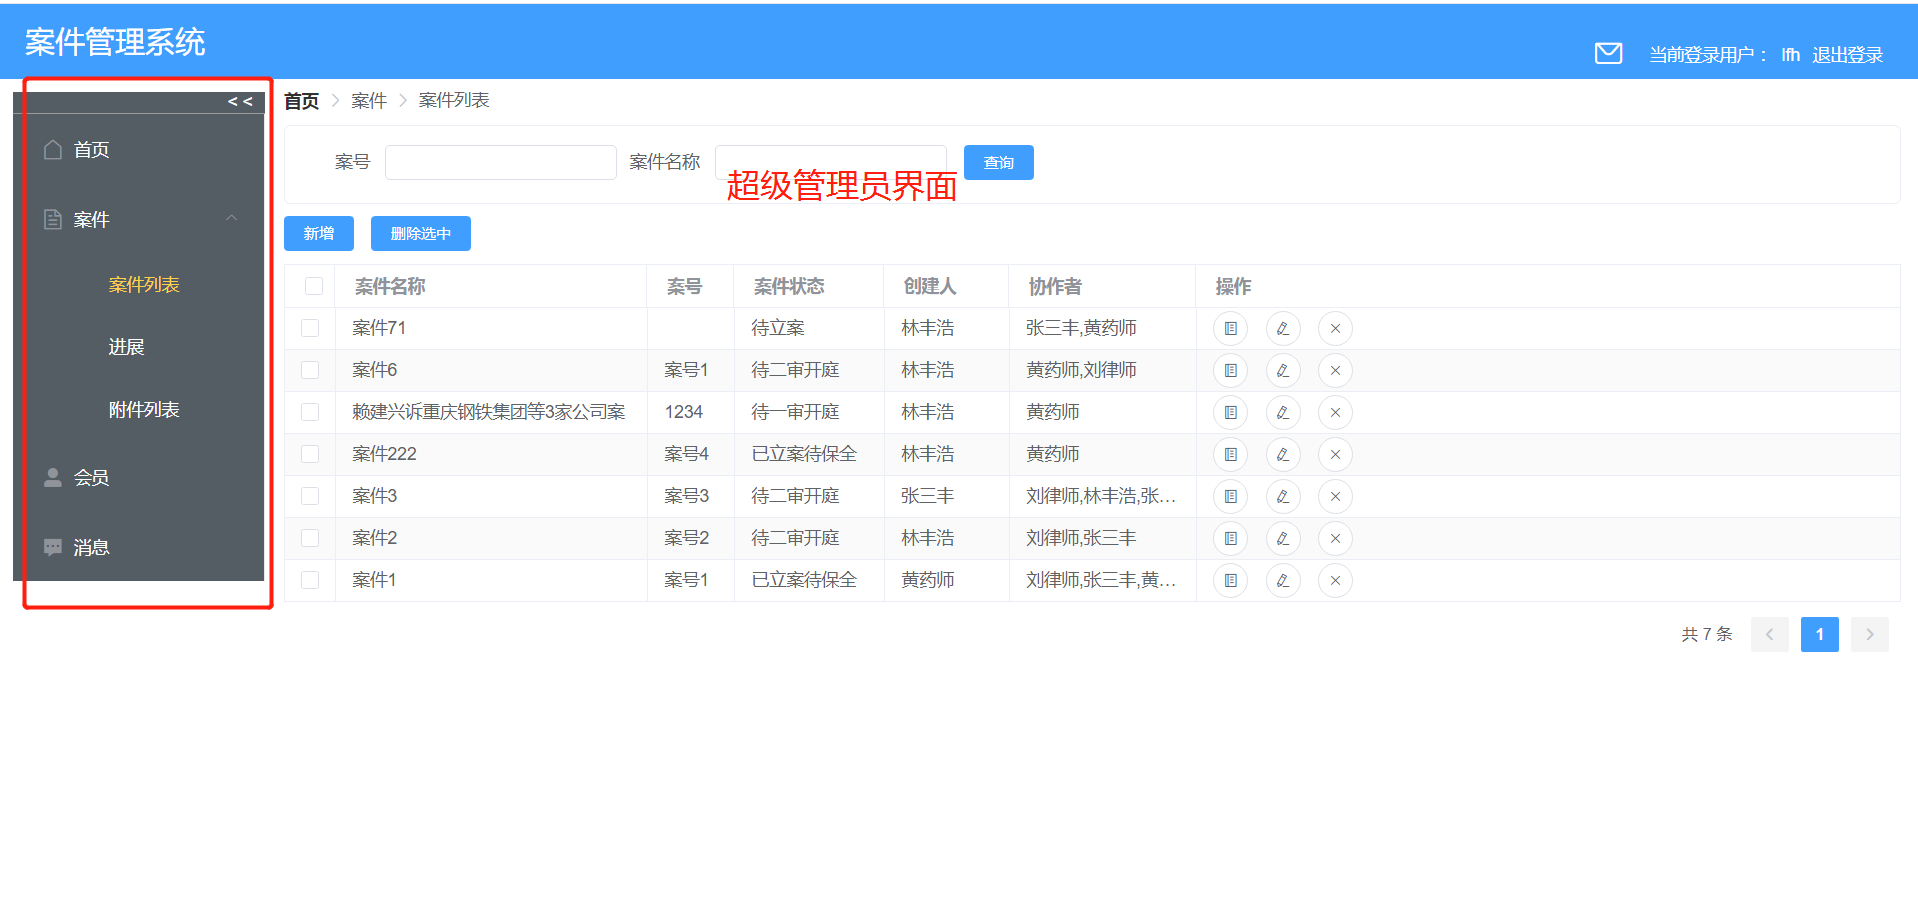 案件管理系统
当前登录用户： lfh 退出登录
<<
首页 > 案件 > 案件列表
首页
案件
案件列表
进展
附件列表
会员
消息
案号 案件名称 查询
超级管理员界面
新增 删除选中
案件名称 案号 案件状态 创建人 协作者 操作
案件71 待立案 林丰浩 张三丰,黄药师
案件6 案号1 待二审开庭 林丰浩 黄药师,刘律师
赖建兴诉重庆钢铁集团等3家公司案 1234 待一审开庭 林丰浩 黄药师
案件222 案号4 已立案待保全 林丰浩 黄药师
案件3 案号3 待二审开庭 张三丰 刘律师,林丰浩,张...
案件2 案号2 待二审开庭 林丰浩 刘律师,张三丰
案件1 案号1 已立案待保全 黄药师 刘律师,张三丰,黄...
共 7 条 < 1 >